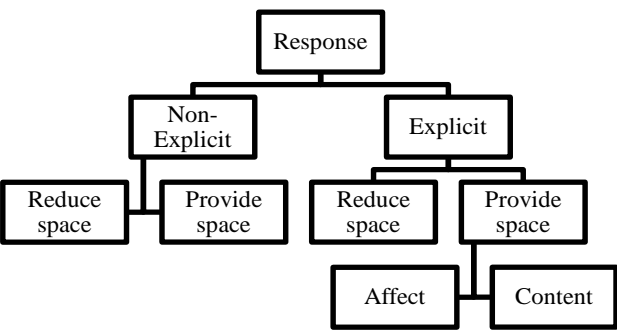 Response
Non-
Explicit
Explicit
Reduce
space
Provide
space
Reduce
space
Provide
space
Affect
Content